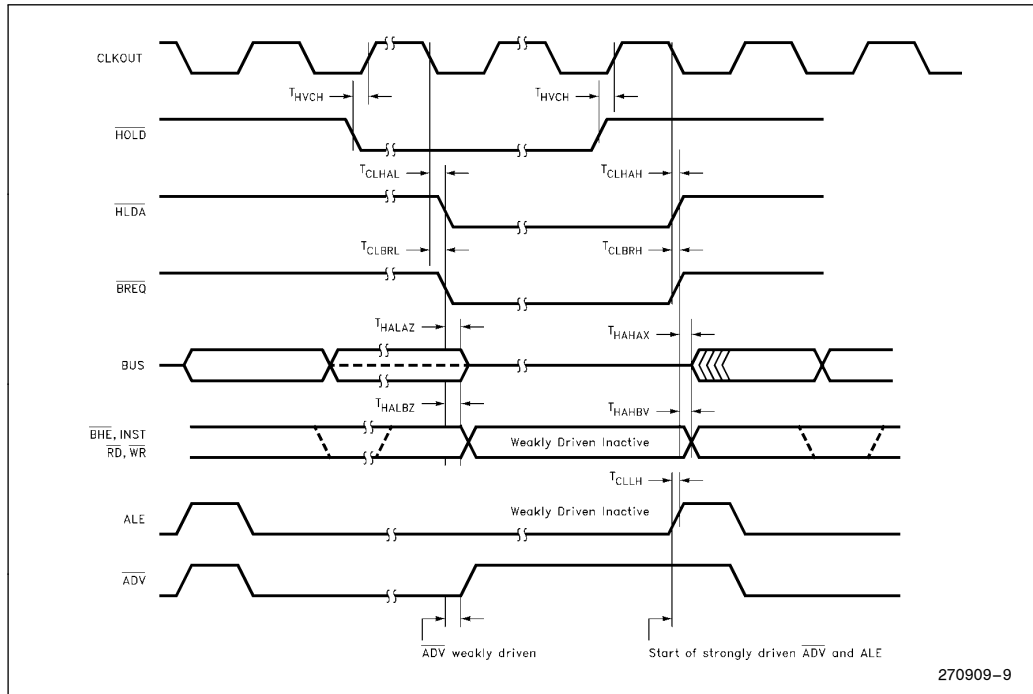 CLKOUT
THVCH THVCH
HOLD
TCLHAL TCLHAH
HLDA
TCLBRL TCLBRH
BREQ
THALAZ THAHAX
BUS
THALBZ THAHBV
BHE, INST
RD, WR
Weakly Driven Inactive
TCLLH
ALE
Weakly Driven Inactive
ADV
ADV weakly driven
Start of strongly driven ADV and ALE
270909–9